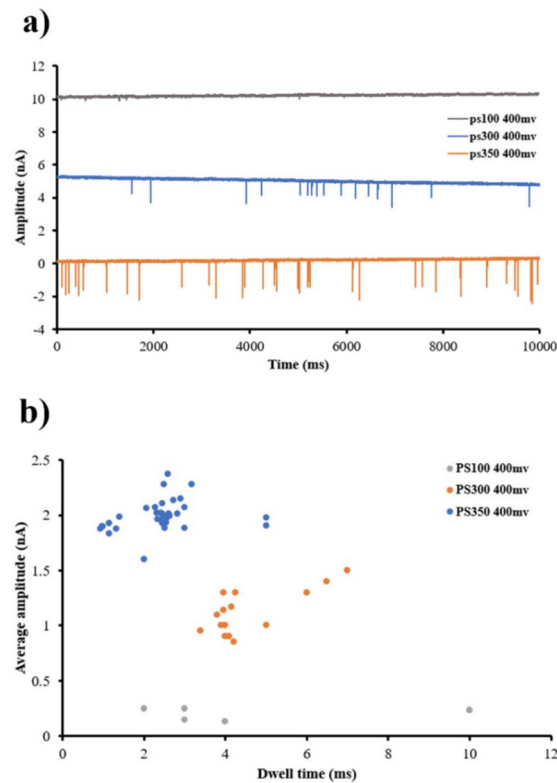 a)
12
10
8
6
4
2
0
-2
-4
Amplitude (nA)
ps100 400mv
ps300 400mv
ps350 400mv
0 2000 4000 6000 8000 10000
Time (ms)
b)
2.5
2
1.5
1
0.5
0
Average amplitude (nA)
PS100 400mv
PS300 400mv
PS350 400mv
0 2 4 6 8 10 12
Dwell time (ms)